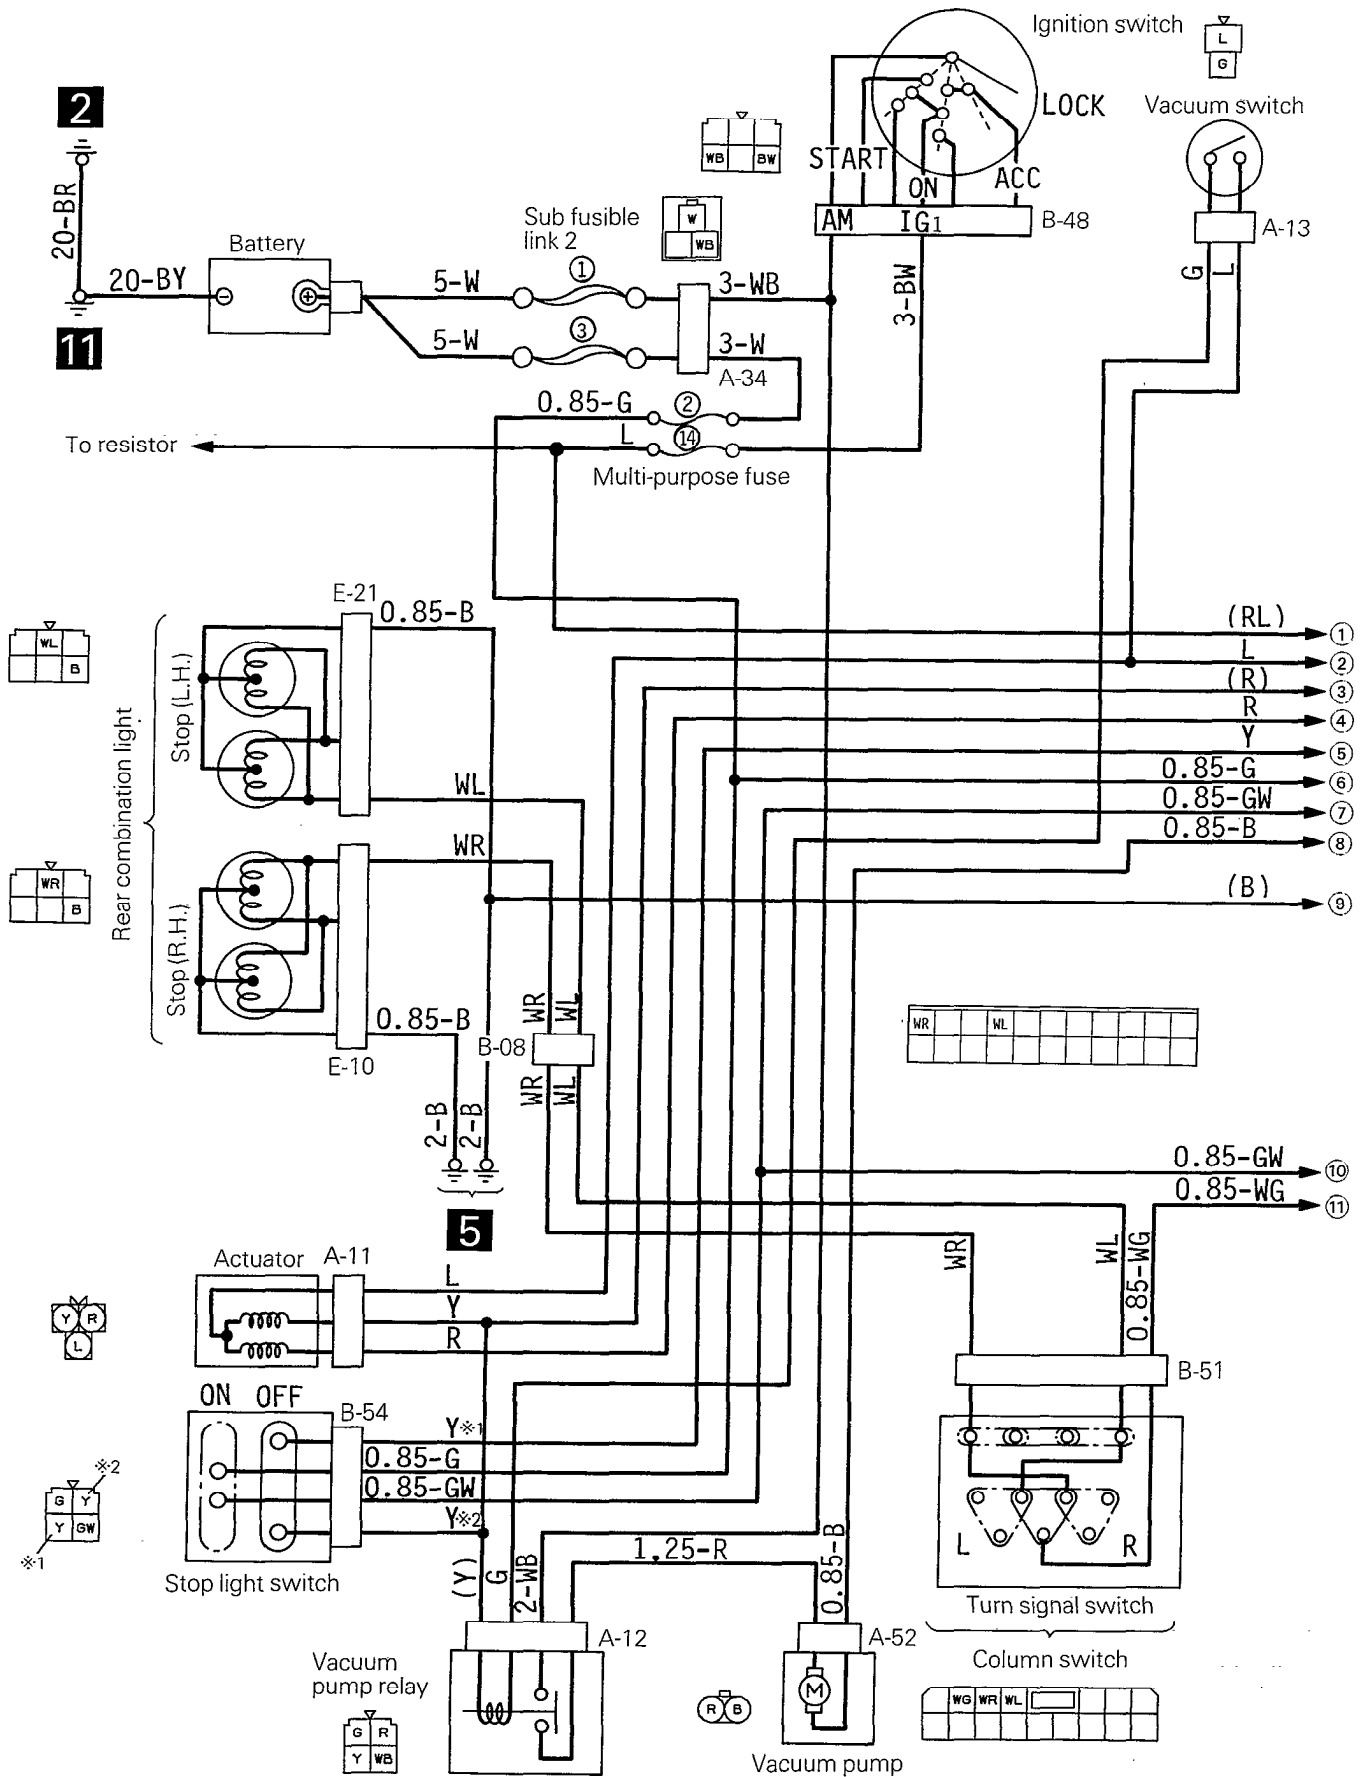 Ignition switch
L
G
Vacuum switch
LOCK
START
ON
ACC
AM
IG1
B-48
A-13
G
L
WB
BW
W
WB
2
20-BR
11
20-BY
Battery
Sub fusible
link 2
5-W
①
3-WB
5-W
③
3-W
A-34
3-BW
0.85-G
②
To resistor
L
⑭
Multi-purpose fuse
E-21
0.85-B
WL
B
Stop (L.H.)
Rear combination light
WL
WR
WR
B
Stop (R.H.)
0.85-B
E-10
(RL) ①
L ②
(R) ③
R ④
Y ⑤
0.85-G ⑥
0.85-GW ⑦
0.85-B ⑧
(B) ⑨
WR
WL
B-08
WR
WL
WR
WL
2-B
2-B
5
0.85-GW ⑩
0.85-WG ⑪
WR
WL
0.85-WG
B-51
Actuator
A-11
L
Y
R
Y
R
L
ON
OFF
B-54
Y※1
0.85-G
0.85-GW
Y※2
※2
G
Y
Y
GW
※1
Stop light switch
(Y)
G
2-WB
1.25-R
0.85-B
A-12
Vacuum
pump relay
G
R
Y
WB
A-52
M
R
B
Vacuum pump
L
R
Turn signal switch
Column switch
WG
WR
WL